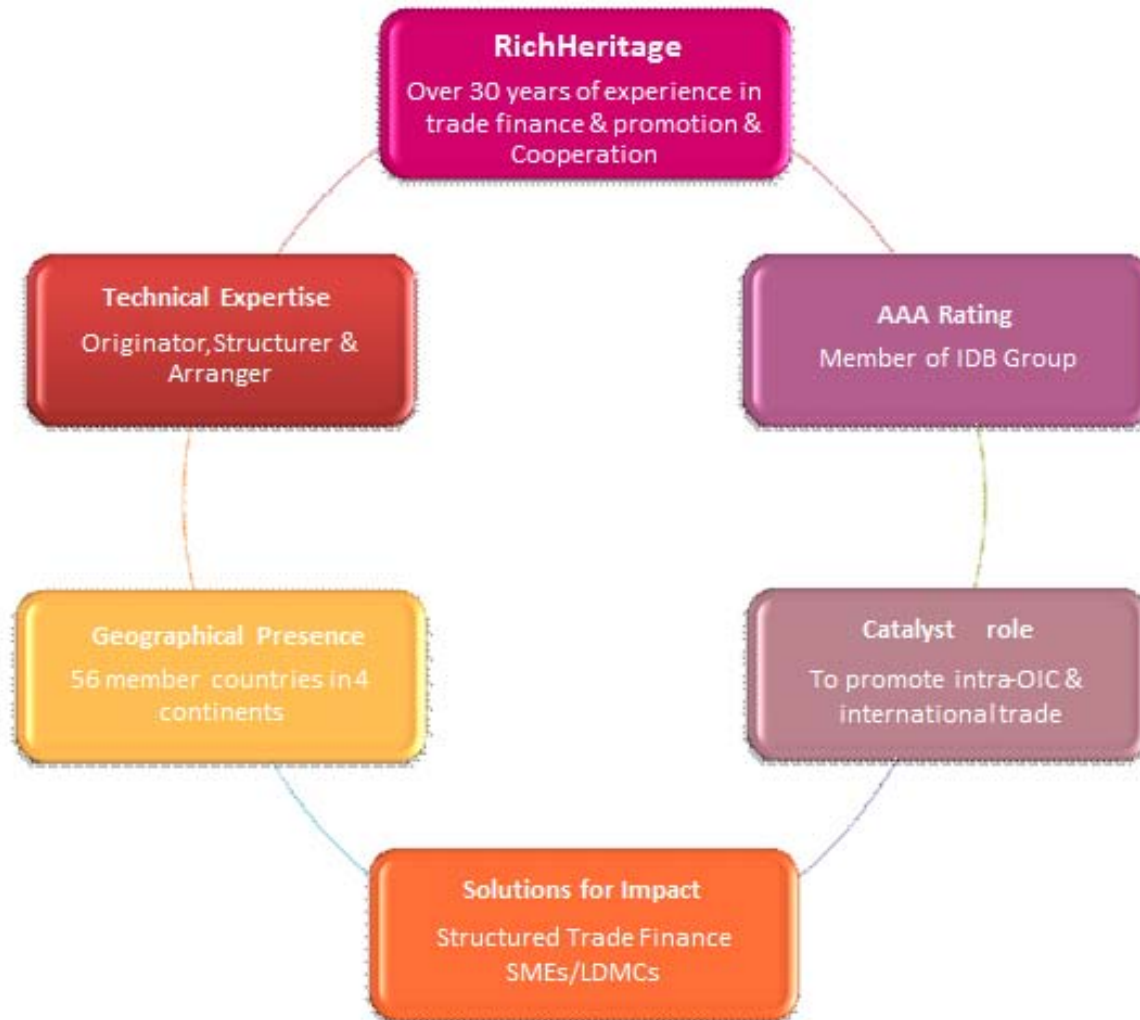 RichHeritage
Over 30 years of experience in
trade finance & promotion &
Cooperation
AAA Rating
Member of IDB Group
Catalyst role
To promote intra-OIC &
international trade
Solutions for Impact
Structured Trade Finance
SMEs/LDMCs
Geographical Presence
56 member countries in 4
continents
Technical Expertise
Originator, Structurer &
Arranger